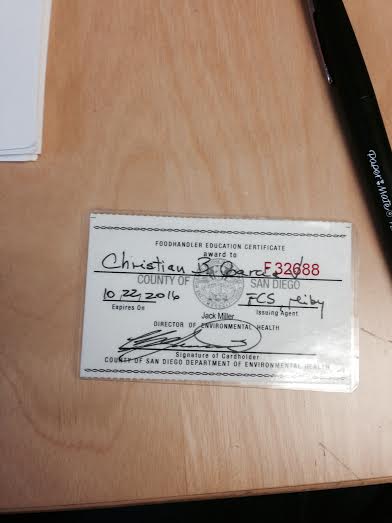 FOODHANDLER EDUCATION CERTIFICATE
award to
Christian B. F32688
COUNTY OF SAN DIEGO
10,22,2016 FCS,
Expires On Issuing Agent
Jack Miller
DIRECTOR OF ENVIRONMENTAL HEALTH
Signature of Cardholder
COUNTY OF SAN DIEGO DEPARTMENT OF ENVIRONMENTAL HEALTH
Paper Mate